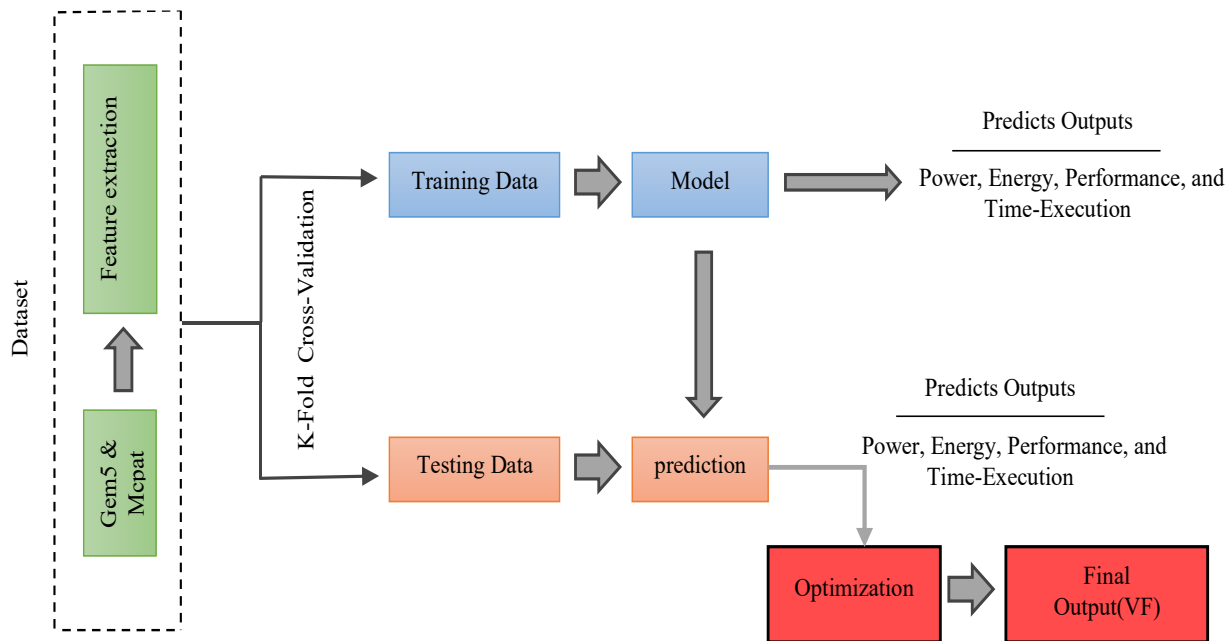 Dataset
Feature extraction
Gem5 &
Mcpat
K-Fold Cross-Validation
Training Data
Model
Predicts Outputs
Power, Energy, Performance, and
Time-Execution
Testing Data
prediction
Predicts Outputs
Power, Energy, Performance, and
Time-Execution
Optimization
Final
Output(VF)